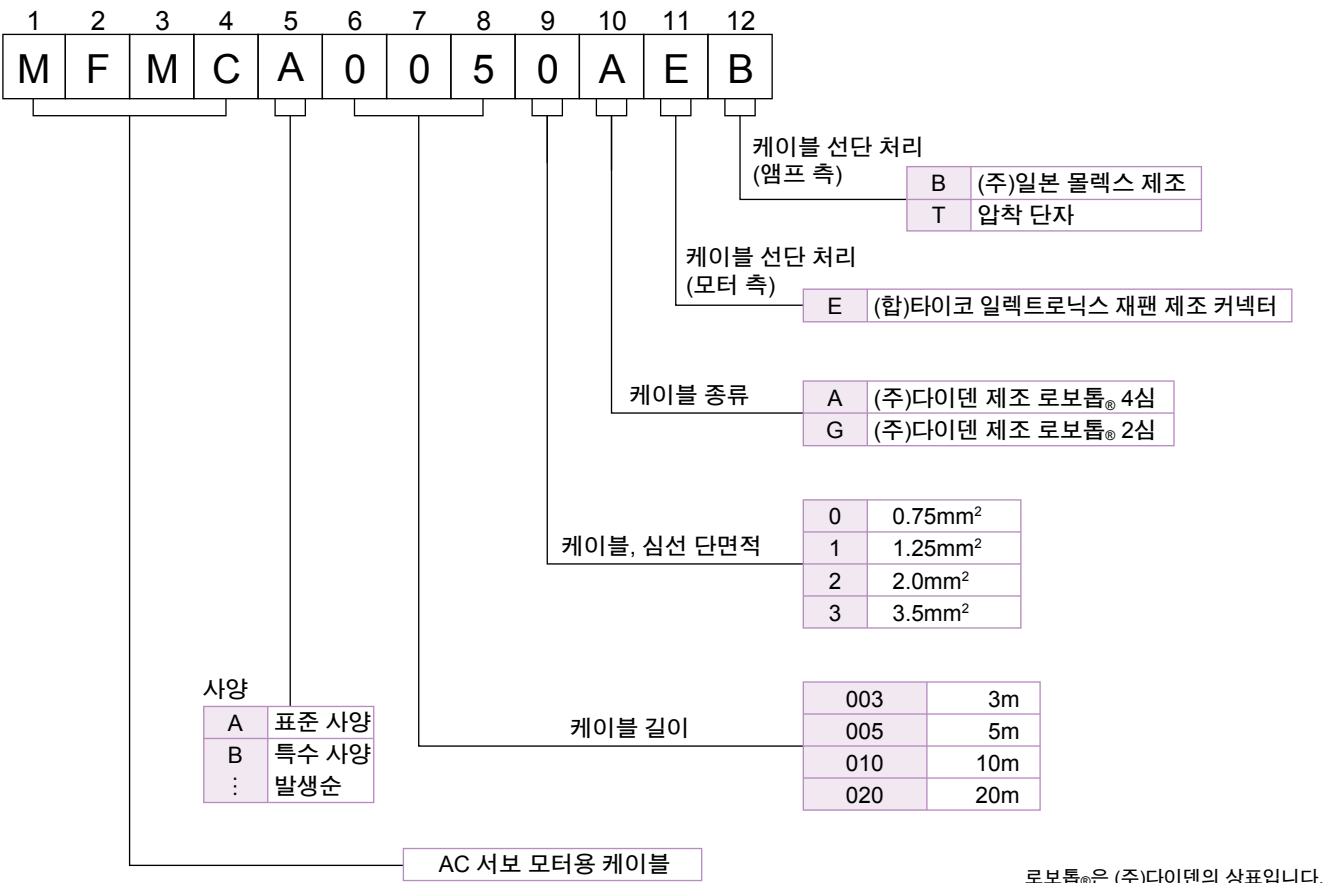 1 2 3 4 5 6 7 8 9 10 11 12
M F M C A 0 0 5 0 A E B
케이블 선단 처리
(앰프 측)
B (주)일본 몰렉스 제조
T 압착 단자
케이블 선단 처리
(모터 측)
E (합)타이코 일렉트로닉스 재팬 제조 커넥터
케이블 종류
A (주)다이덴 제조 로보톱® 4심
G (주)다이덴 제조 로보톱® 2심
케이블, 심선 단면적
0 0.75mm²
1 1.25mm²
2 2.0mm²
3 3.5mm²
사양
A 표준 사양
B 특수 사양
⋮ 발생순
케이블 길이
003 3m
005 5m
010 10m
020 20m
AC 서보 모터용 케이블
로보톱®은 (주)다이덴의 상표입니다.